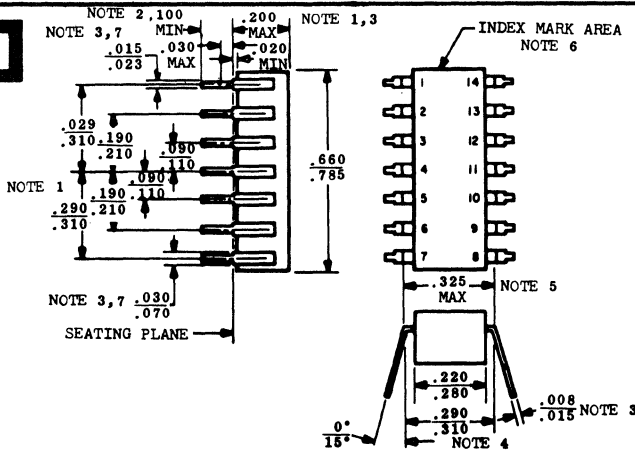 NOTE 2,100 MIN
.200 MAX
NOTE 1,3
NOTE 3,7
.015
.023
.030 MAX
.020 MIN
.029
.310
.190
.210
.090
.110
.090
.110
NOTE 1
.190
.210
.290
.310
.660
.785
NOTE 3,7 .030
.070
SEATING PLANE
INDEX MARK AREA
NOTE 6
1 14
2 13
3 12
4 11
5 10
6 9
7 8
.325 MAX
NOTE 5
.220
.280
.290
.310
NOTE 4
.008
.015
NOTE 3
0°
15°